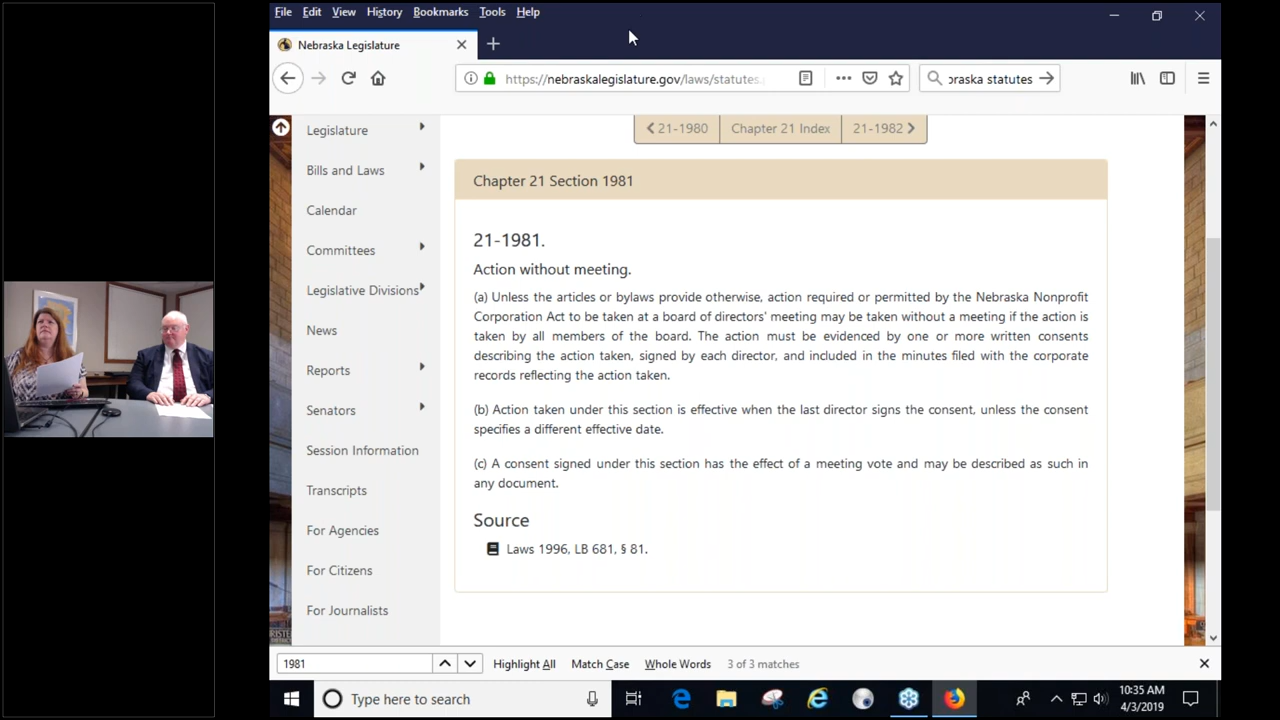 File Edit View History Bookmarks Tools Help
Nebraska Legislature
https://nebraskalegislature.gov/laws/statutes.
braska statutes
Legislature
Bills and Laws
Calendar
Committees
Legislative Divisions
News
Reports
Senators
Session Information
Transcripts
For Agencies
For Citizens
For Journalists
21-1980 Chapter 21 Index 21-1982
Chapter 21 Section 1981
21-1981.
Action without meeting.
(a) Unless the articles or bylaws provide otherwise, action required or permitted by the Nebraska Nonprofit
Corporation Act to be taken at a board of directors' meeting may be taken without a meeting if the action is
taken by all members of the board. The action must be evidenced by one or more written consents
describing the action taken, signed by each director, and included in the minutes filed with the corporate
records reflecting the action taken.
(b) Action taken under this section is effective when the last director signs the consent, unless the consent
specifies a different effective date.
(c) A consent signed under this section has the effect of a meeting vote and may be described as such in
any document.
Source
Laws 1996, LB 681, § 81.
1981 Highlight All Match Case Whole Words 3 of 3 matches
Type here to search
10:35 AM
4/3/2019